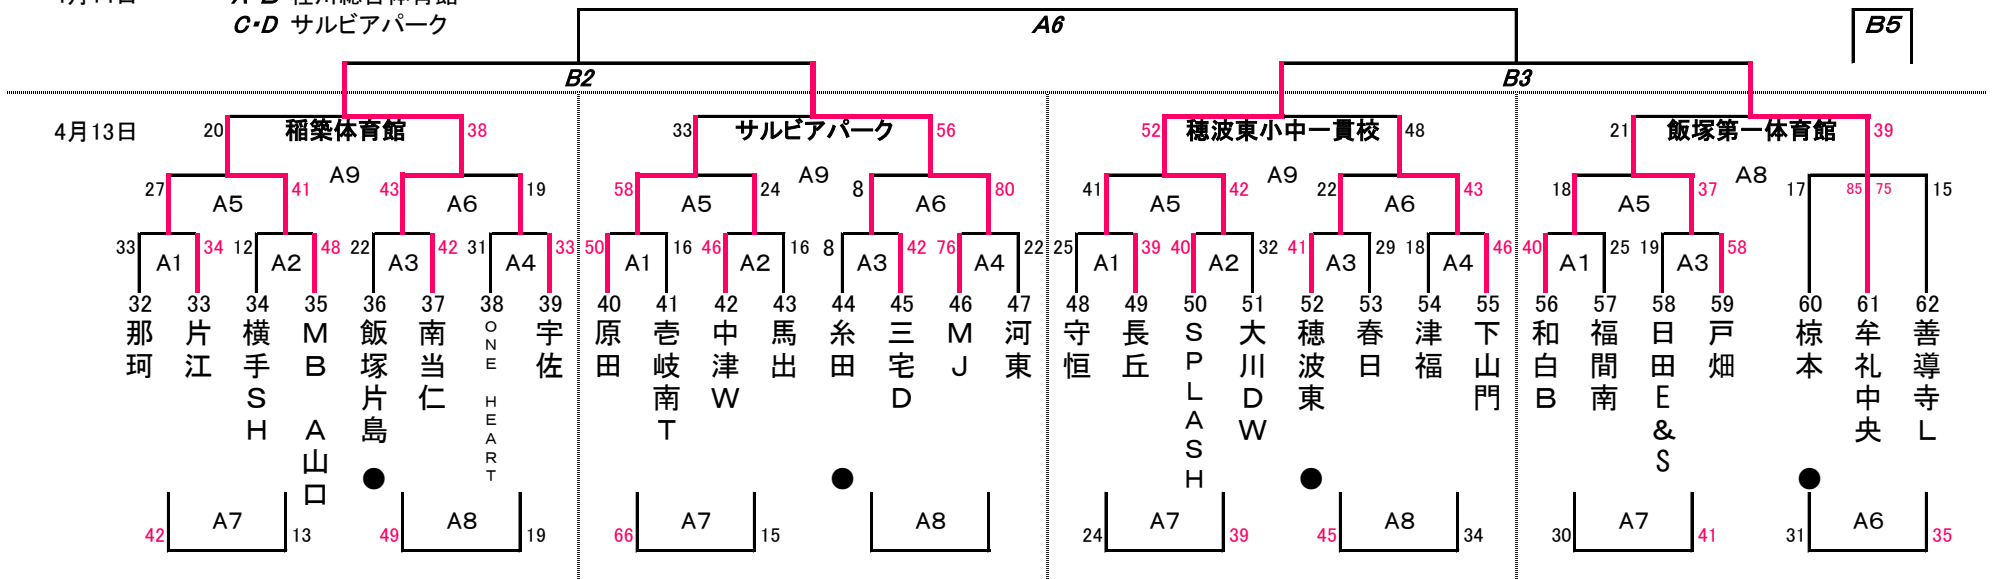 C・D サルビアパーク
A6
B5
B2
B3
4月13日
20 稲築体育館 38
33 サルビアパーク 56
52 穂波東小中一貫校 48
21 飯塚第一体育館 39
A9 A9 A9 A8
27 A5 41 43 A6 19 58 A5 24 8 A6 80 41 A5 42 22 A6 43 18 A5 37 17 85 75 15
33 A1 34 12 A2 48 22 A3 42 31 A4 33 50 A1 16 46 A2 16 8 A3 42 76 A4 22 25 A1 39 40 A2 32 41 A3 29 18 A4 46 40 A1 25 19 A3 58
32 33 34 35 36 37 38 39 40 41 42 43 44 45 46 47 48 49 50 51 52 53 54 55 56 57 58 59 60 61 62
那珂
片江
横手SH
MB A山口
飯塚片島
南当仁
ONE HEART
宇佐
原田
壱岐南T
中津W
馬出
糸田
三宅D
MJ
河東
守恒
長丘
SPLASH
大川DW
穂波東
春日
津福
下山門
和白B
福間南
日田E&S
戸畑
椋本
牟礼中央
善導寺L
● ● ● ●
42 A7 13 49 A8 19 66 A7 15 A8 24 A7 39 45 A8 34 30 A7 41 31 A6 35